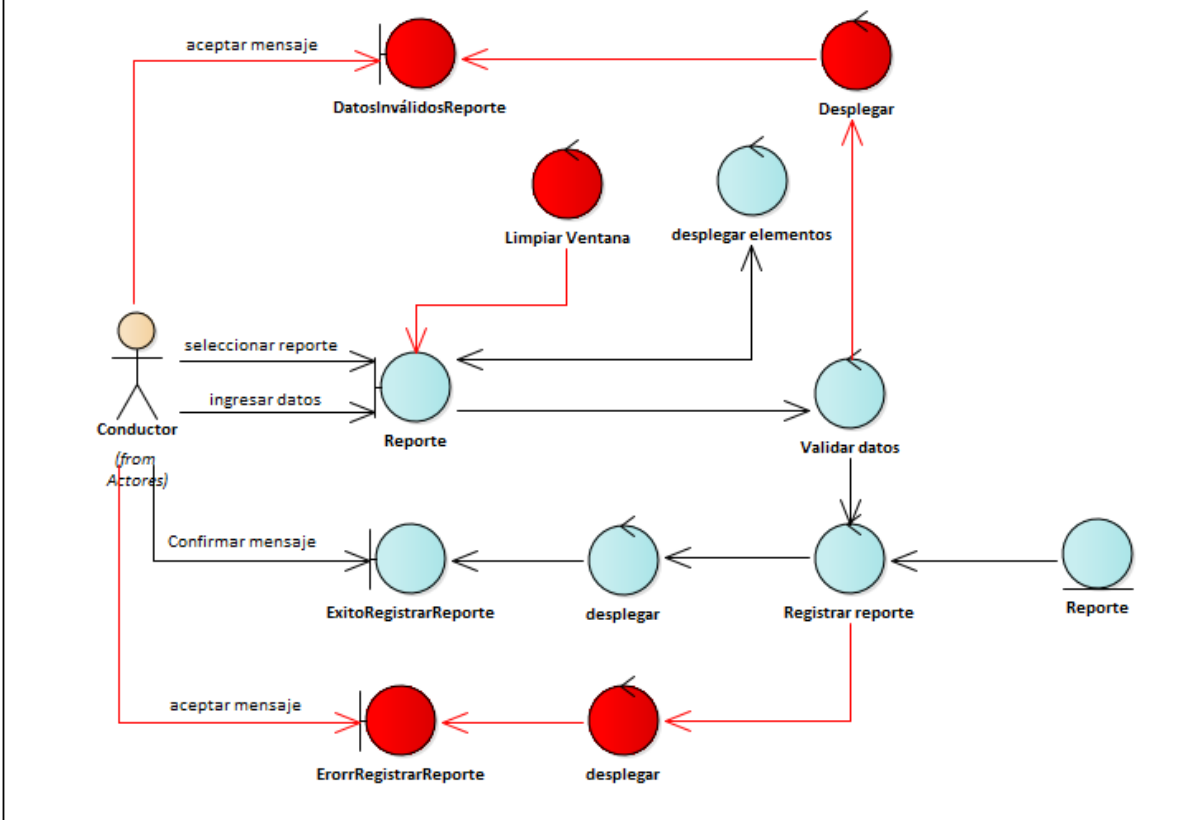 aceptar mensaje
DatosInválidosReporte
Desplegar
Limpiar Ventana
desplegar elementos
seleccionar reporte
ingresar datos
Conductor
(from
Actores)
Reporte
Validar datos
Confirmar mensaje
ExitoRegistrarReporte
desplegar
Registrar reporte
Reporte
aceptar mensaje
ErorrRegistrarReporte
desplegar